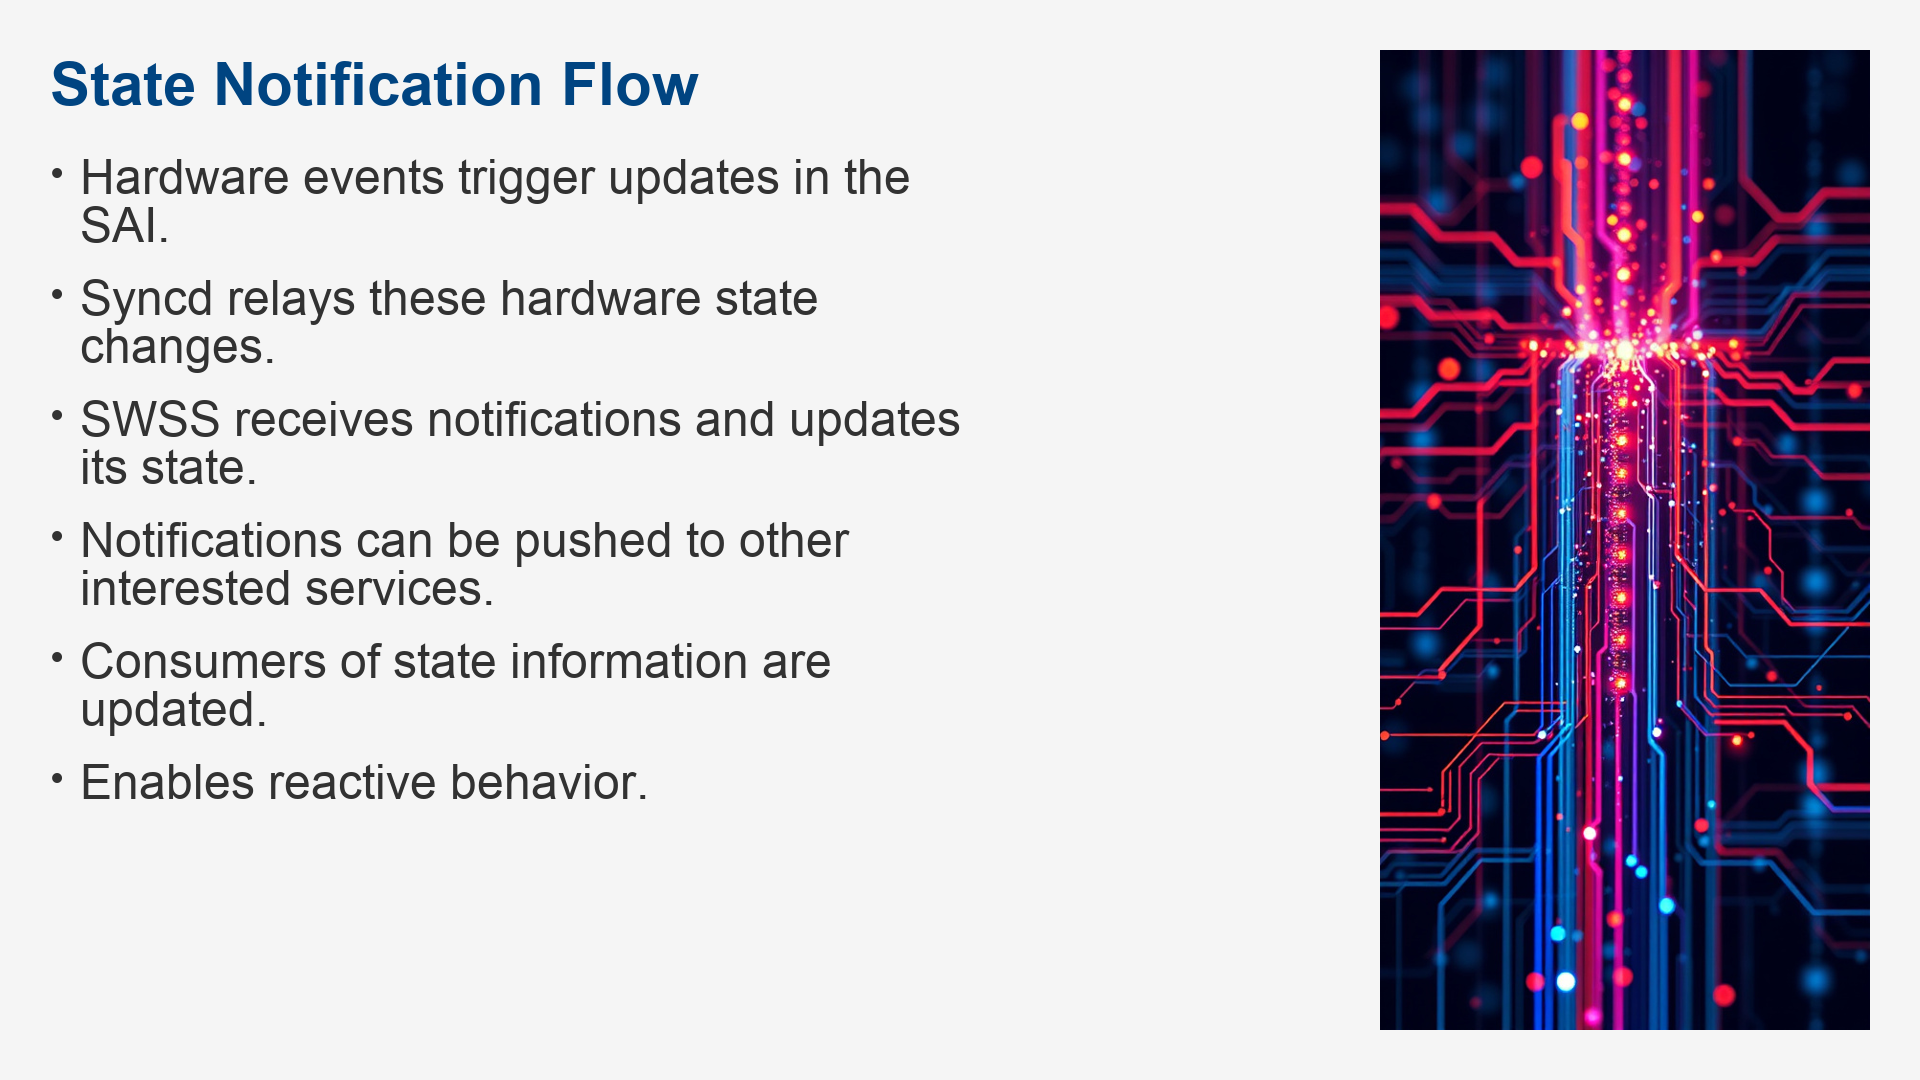 State Notification Flow
• Hardware events trigger updates in the
SAI.
• Syncd relays these hardware state
changes.
• SWSS receives notifications and updates
its state.
• Notifications can be pushed to other
interested services.
• Consumers of state information are
updated.
• Enables reactive behavior.